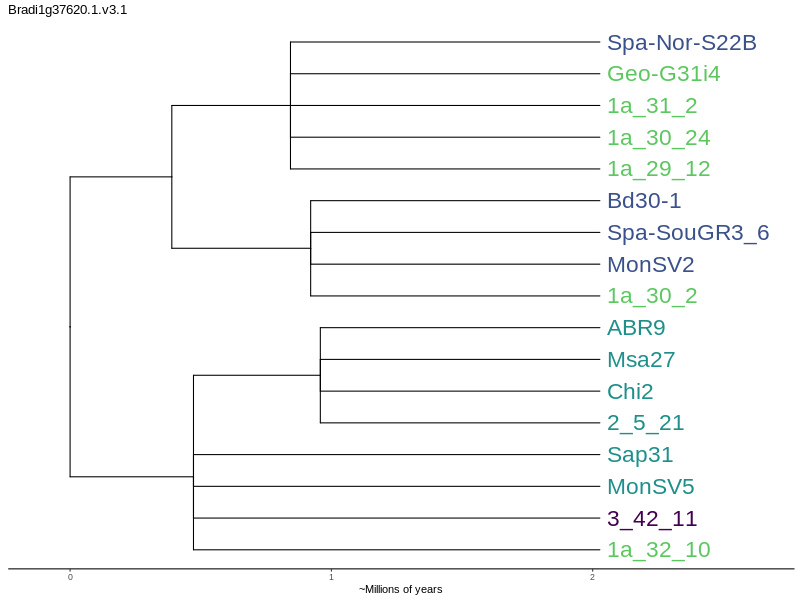 Bradi1g37620.1.v3.1
Spa-Nor-S22B
Geo-G31i4
1a_31_2
1a_30_24
1a_29_12
Bd30-1
Spa-SouGR3_6
MonSV2
1a_30_2
ABR9
Msa27
Chi2
2_5_21
Sap31
MonSV5
3_42_11
1a_32_10
0 1 2
~Millions of years